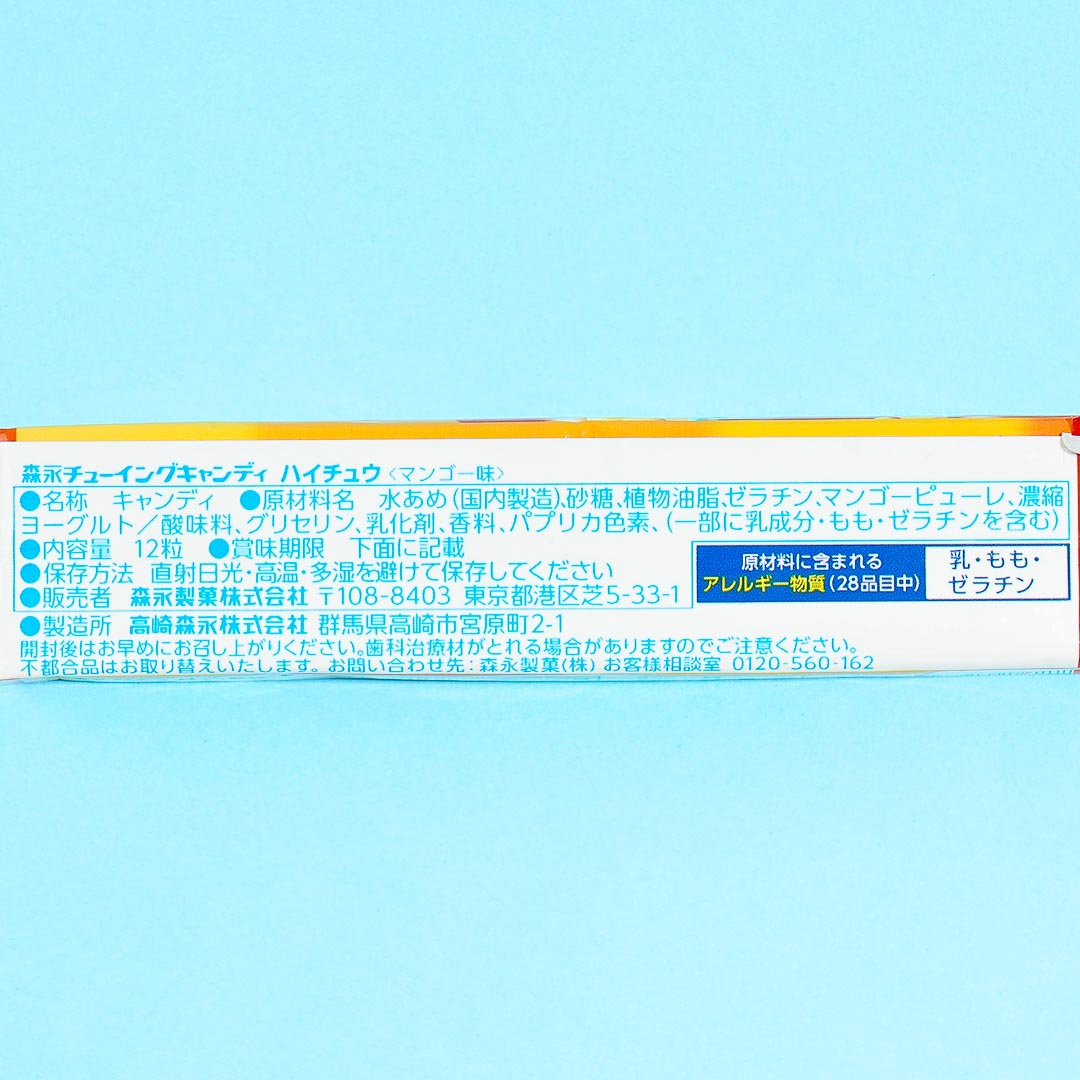 森永チューイングキャンディ ハイチュウ〈マンゴー味〉
●名称 キャンディ ●原材料名 水あめ(国内製造)、砂糖、植物油脂、ゼラチン、マンゴーピューレ、濃縮
ヨーグルト／酸味料、グリセリン、乳化剤、香料、パプリカ色素、(一部に乳成分・もも・ゼラチンを含む)
●内容量 12粒 ●賞味期限 下面に記載
●保存方法 直射日光・高温・多湿を避けて保存してください
●販売者 森永製菓株式会社 〒108-8403 東京都港区芝5-33-1
原材料に含まれる
アレルギー物質(28品目中)
乳・もも・
ゼラチン
●製造所 高崎森永株式会社 群馬県高崎市宮原町2-1
開封後はお早めにお召し上がりください。歯科治療材がとれる場合がありますのでご注意ください。
不都合品はお取り替えいたします。お問い合わせ先：森永製菓(株) お客様相談室 0120-560-162